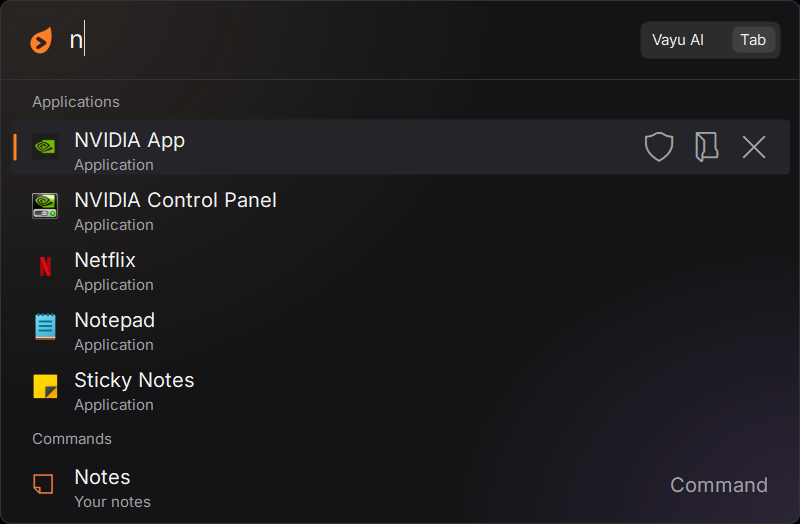 n
Vayu AI Tab
Applications
NVIDIA App
Application
NVIDIA Control Panel
Application
Netflix
Application
Notepad
Application
Sticky Notes
Application
Commands
Notes
Your notes
Command